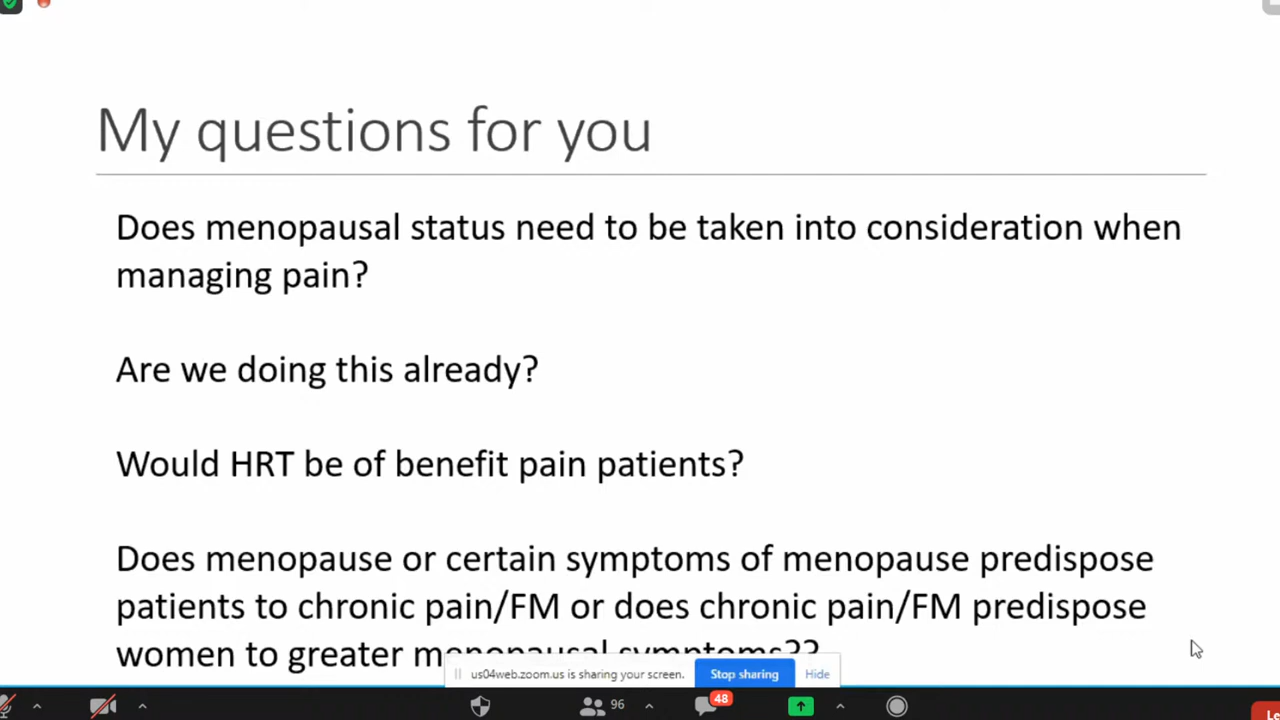 My questions for you
Does menopausal status need to be taken into consideration when
managing pain?
Are we doing this already?
Would HRT be of benefit pain patients?
Does menopause or certain symptoms of menopause predispose
patients to chronic pain/FM or does chronic pain/FM predispose
women to greater menopausal symptoms??
us04web.zoom.us is sharing your screen. Stop sharing Hide
96 48